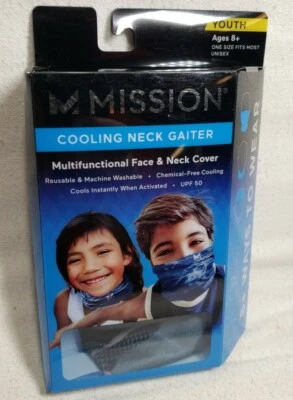 YOUTH
Ages 8+
ONE SIZE FITS MOST
UNISEX
MISSION®
COOLING NECK GAITER
Multifunctional Face & Neck Cover
Reusable & Machine Washable • Chemical-Free Cooling
Cools Instantly When Activated • UPF 50
WAYS TO WEAR